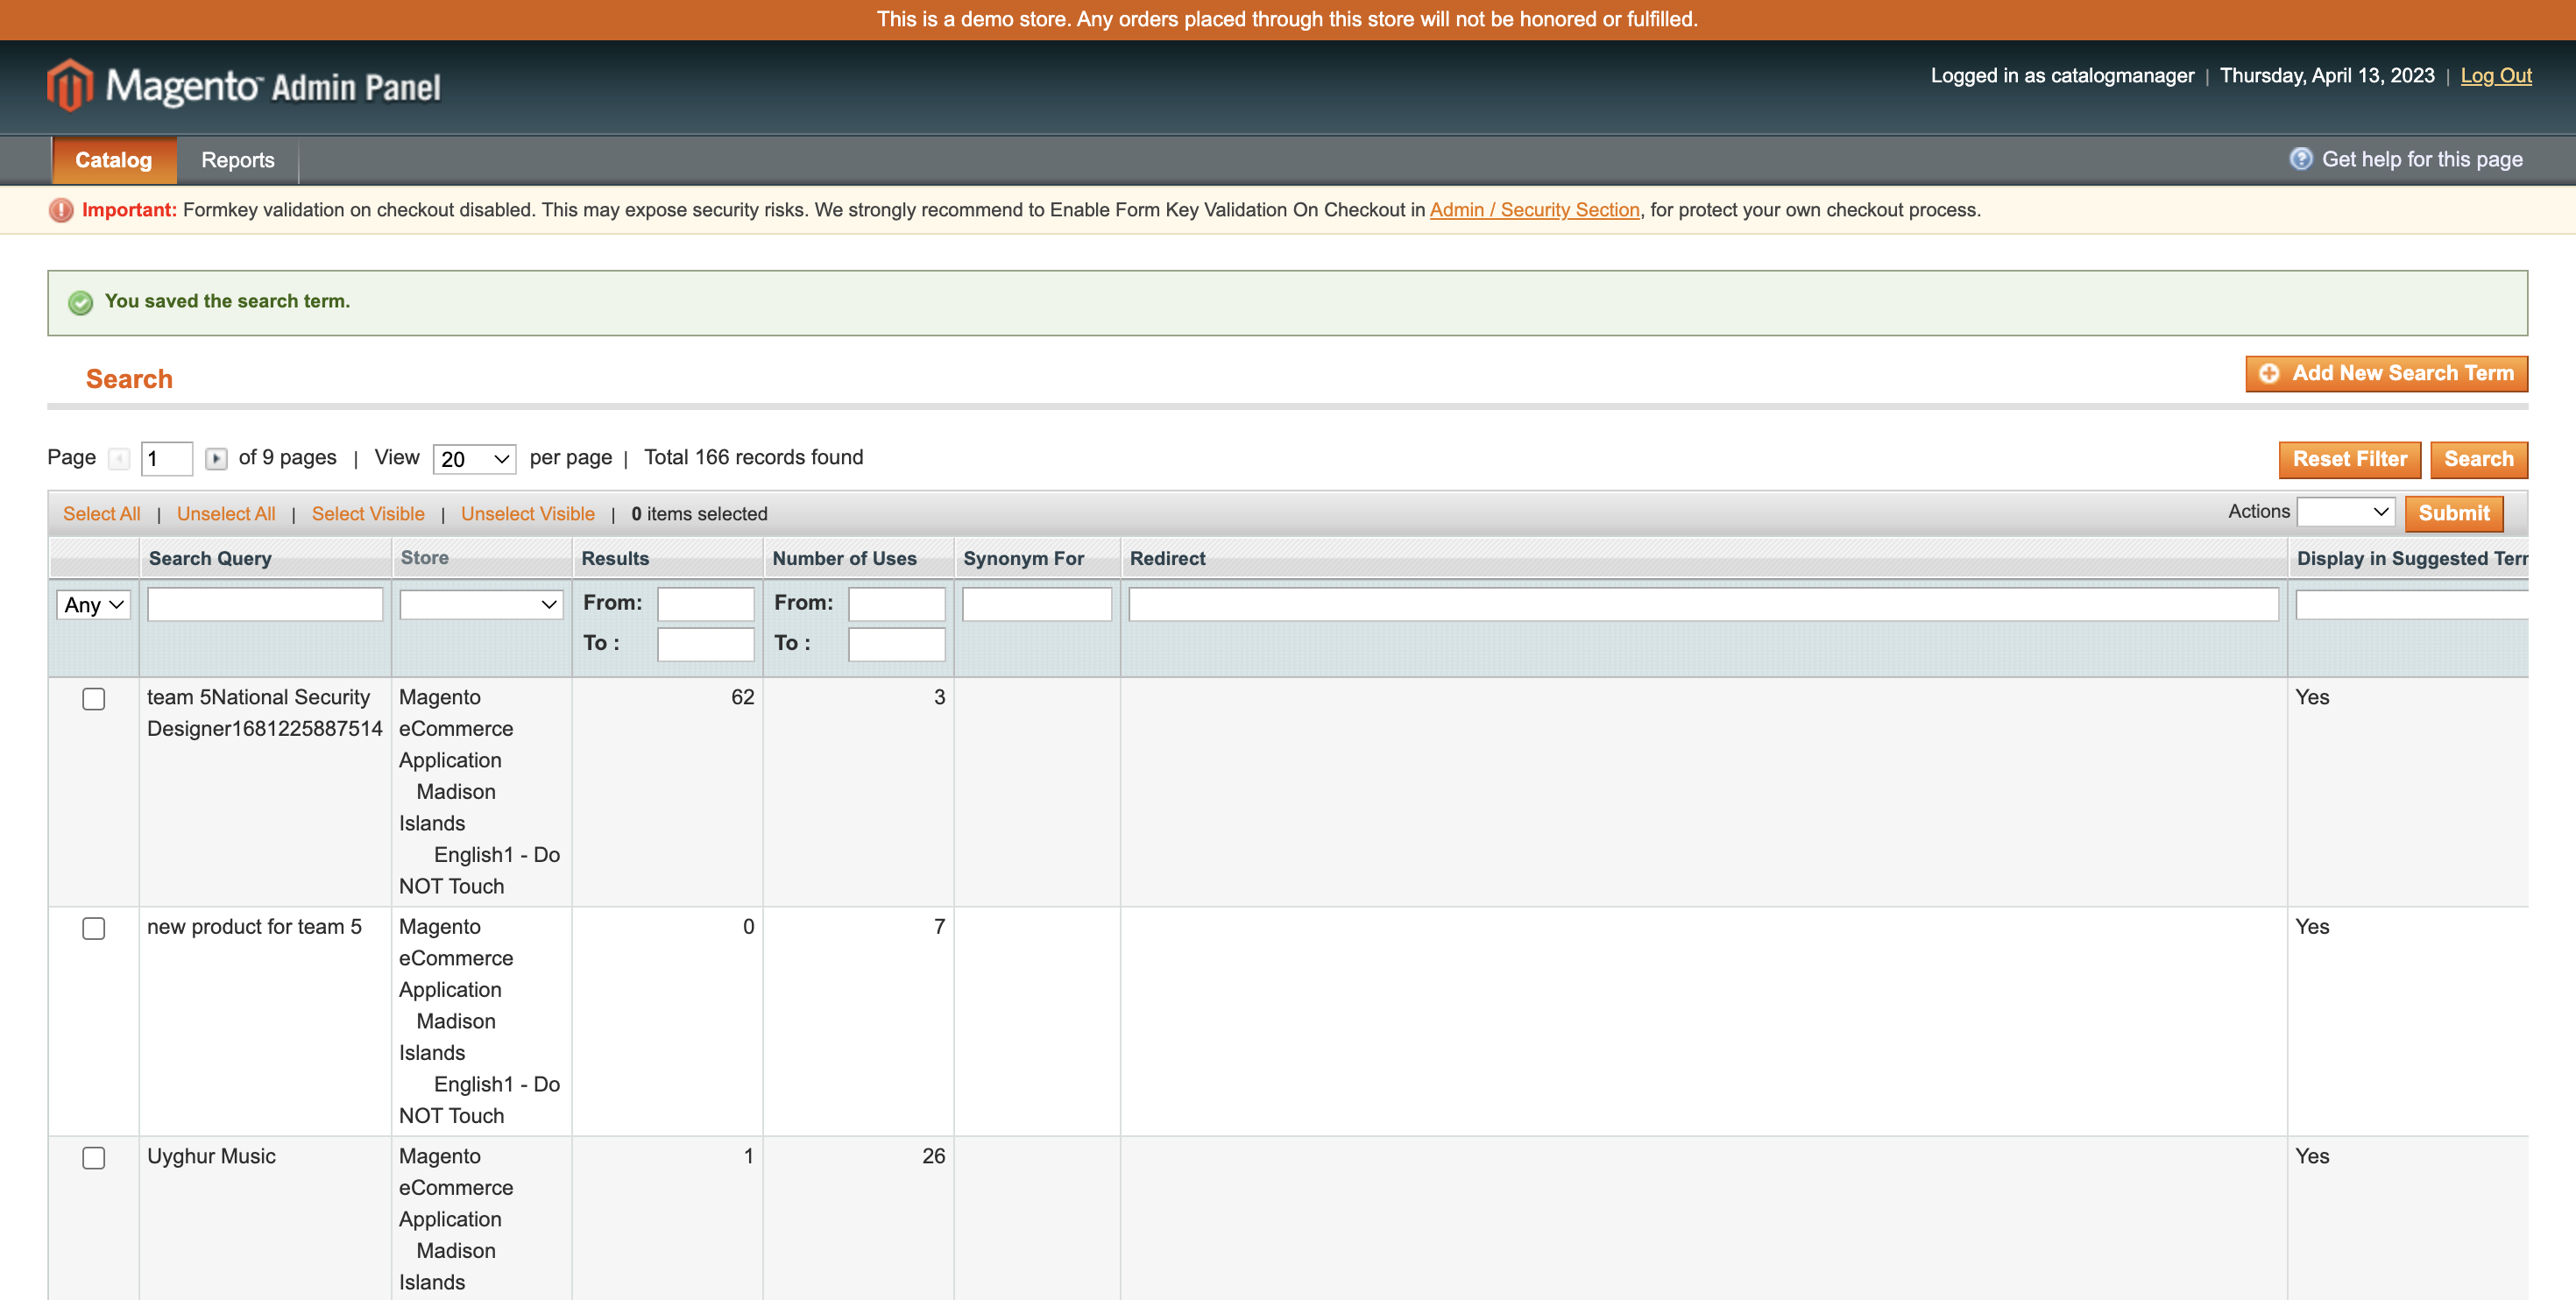 This is a demo store. Any orders placed through this store will not be honored or fulfilled.
Magento™ Admin Panel
Logged in as catalogmanager | Thursday, April 13, 2023 | Log Out
Catalog Reports Get help for this page
Important: Formkey validation on checkout disabled. This may expose security risks. We strongly recommend to Enable Form Key Validation On Checkout in Admin / Security Section, for protect your own checkout process.
You saved the search term.
Search Add New Search Term
Page 1 of 9 pages | View 20 per page | Total 166 records found Reset Filter Search
Select All | Unselect All | Select Visible | Unselect Visible | 0 items selected Actions Submit
Search Query Store Results Number of Uses Synonym For Redirect Display in Suggested Terr
Any From: From:
To : To :
team 5National Security Magento 62 3 Yes
Designer1681225887514 eCommerce
Application
Madison
Islands
English1 - Do
NOT Touch
new product for team 5 Magento 0 7 Yes
eCommerce
Application
Madison
Islands
English1 - Do
NOT Touch
Uyghur Music Magento 1 26 Yes
eCommerce
Application
Madison
Islands